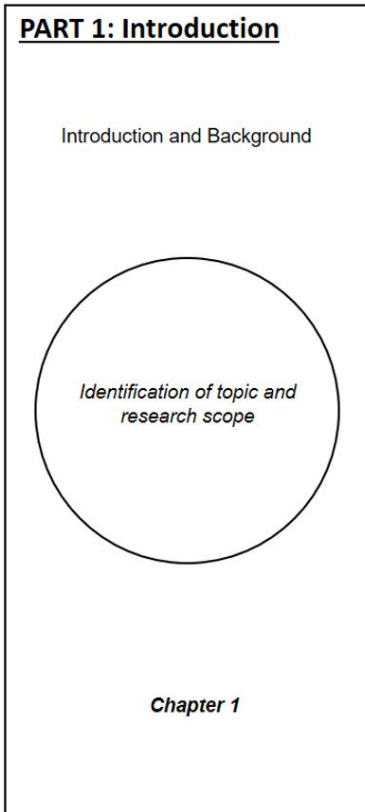 PART 1: Introduction
Introduction and Background
Identification of topic and
research scope
Chapter 1